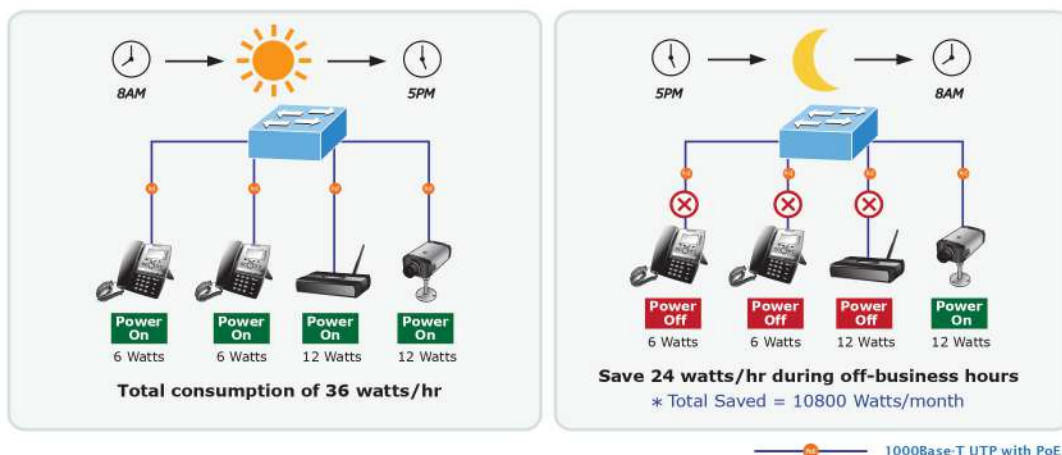 8AM
5PM
Power
On
6 Watts
Power
On
6 Watts
Power
On
12 Watts
Power
On
12 Watts
Total consumption of 36 watts/hr
5PM
8AM
Power
Off
6 Watts
Power
Off
6 Watts
Power
Off
12 Watts
Power
On
12 Watts
Save 24 watts/hr during off-business hours
* Total Saved = 10800 Watts/month
1000Base-T UTP with PoE